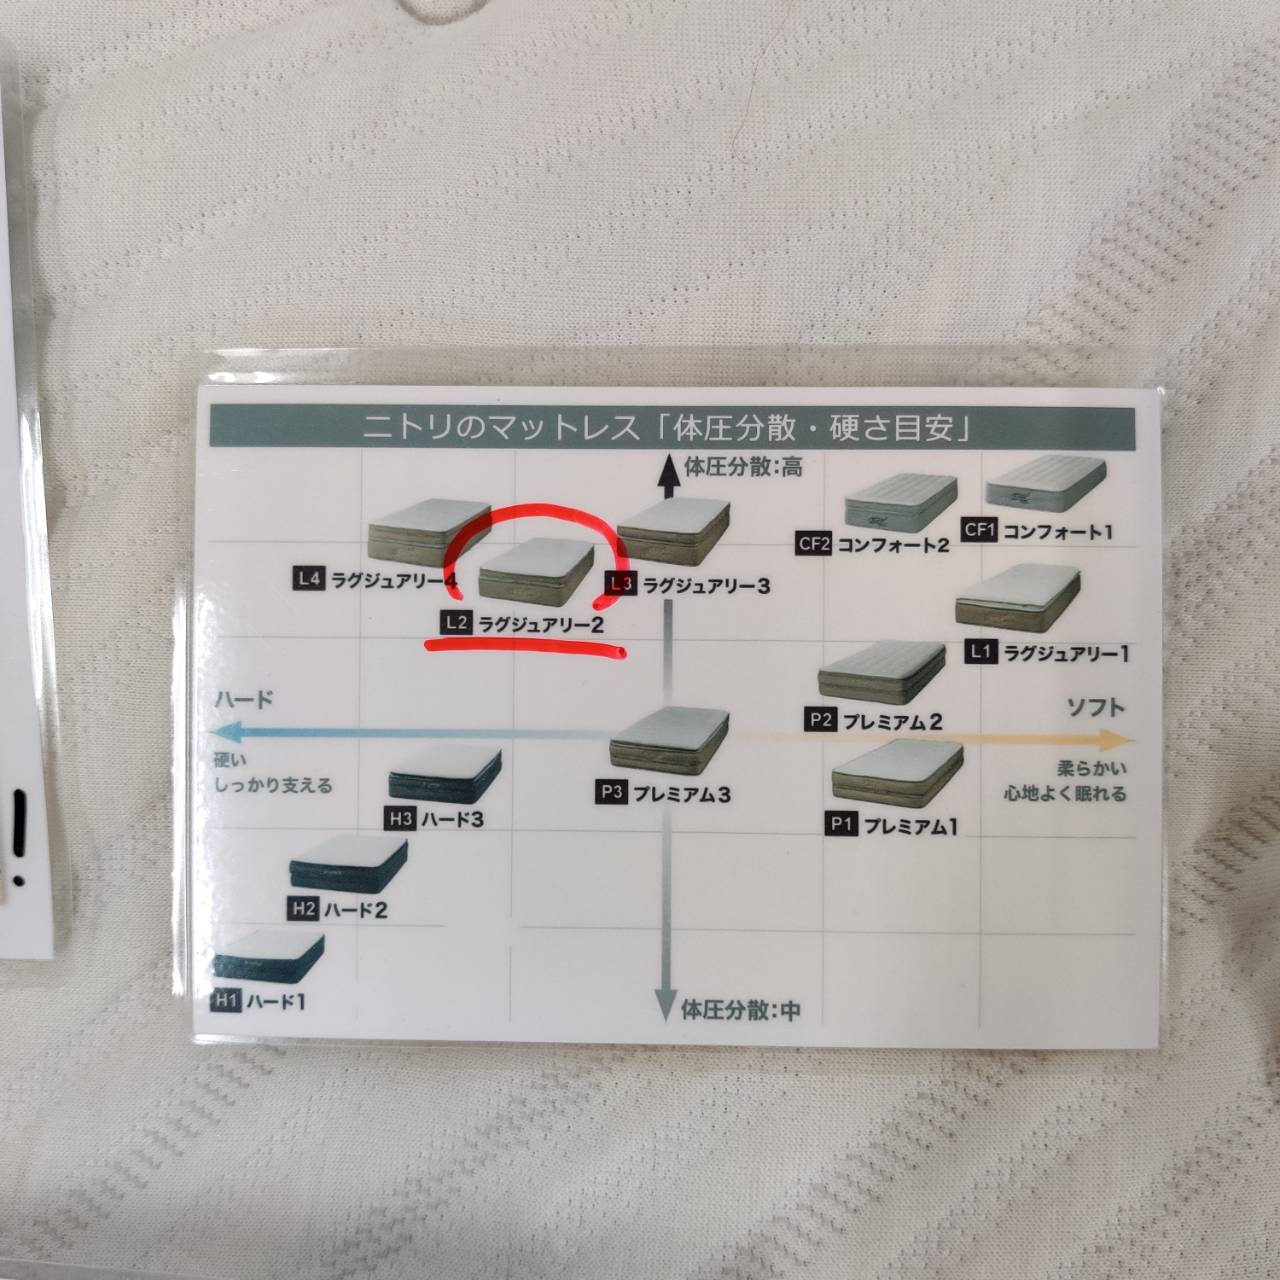 ニトリのマットレス「体圧分散・硬さ目安」
体圧分散:高
CF2 コンフォート2
CF1 コンフォート1
L4 ラグジュアリー4
L3 ラグジュアリー3
L2 ラグジュアリー2
L1 ラグジュアリー1
ハード
ソフト
P2 プレミアム2
硬い
しっかり支える
柔らかい
心地よく眠れる
P3 プレミアム3
H3 ハード3
P1 プレミアム1
H2 ハード2
H1 ハード1
体圧分散:中
!